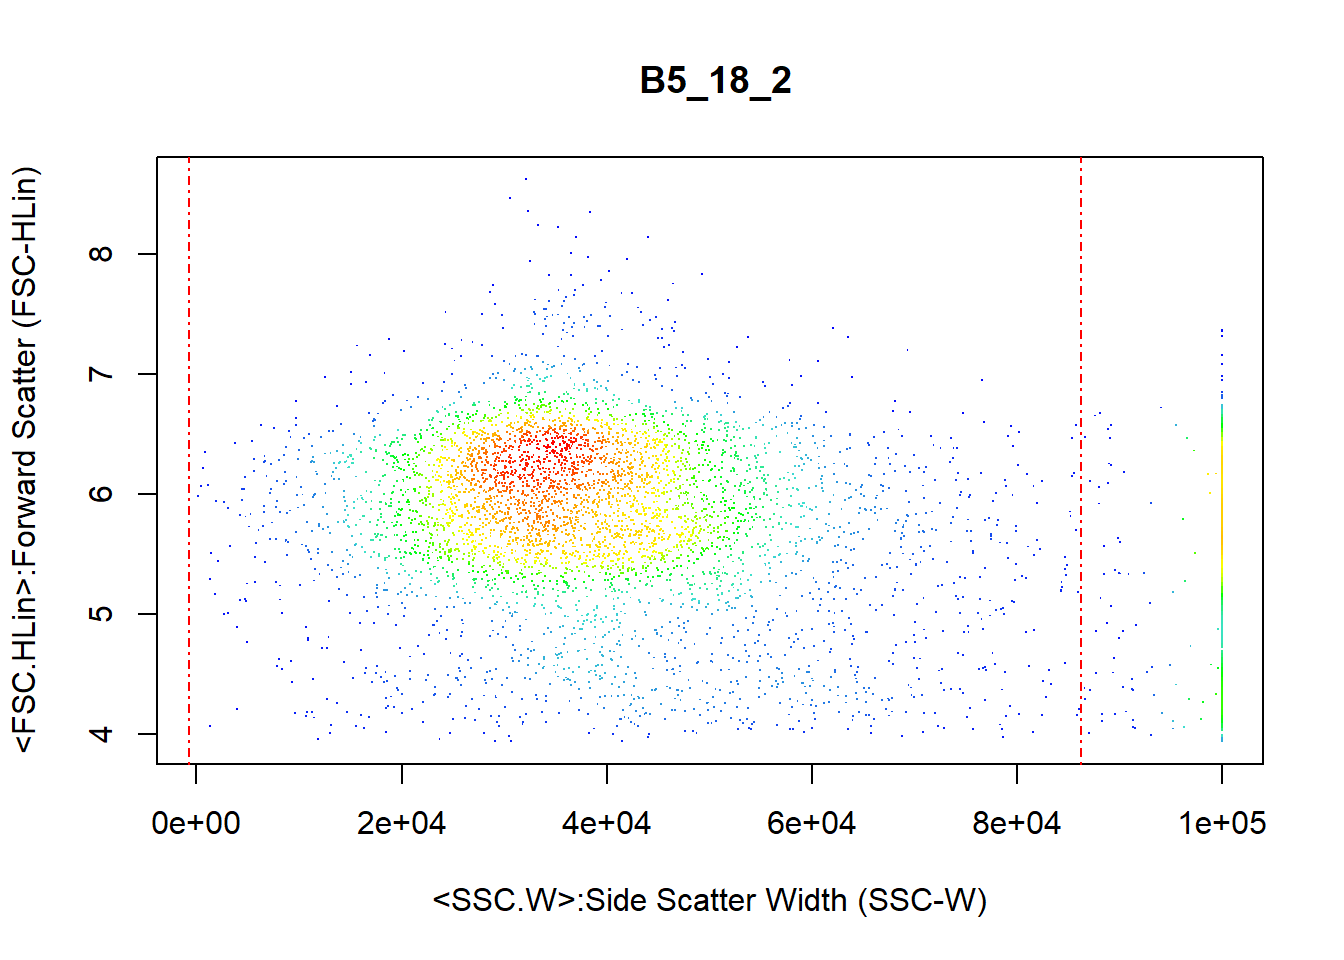 B5_18_2
<FSC.HLin>:Forward Scatter (FSC-HLin)
8
7
6
5
4
0e+00 2e+04 4e+04 6e+04 8e+04 1e+05
<SSC.W>:Side Scatter Width (SSC-W)